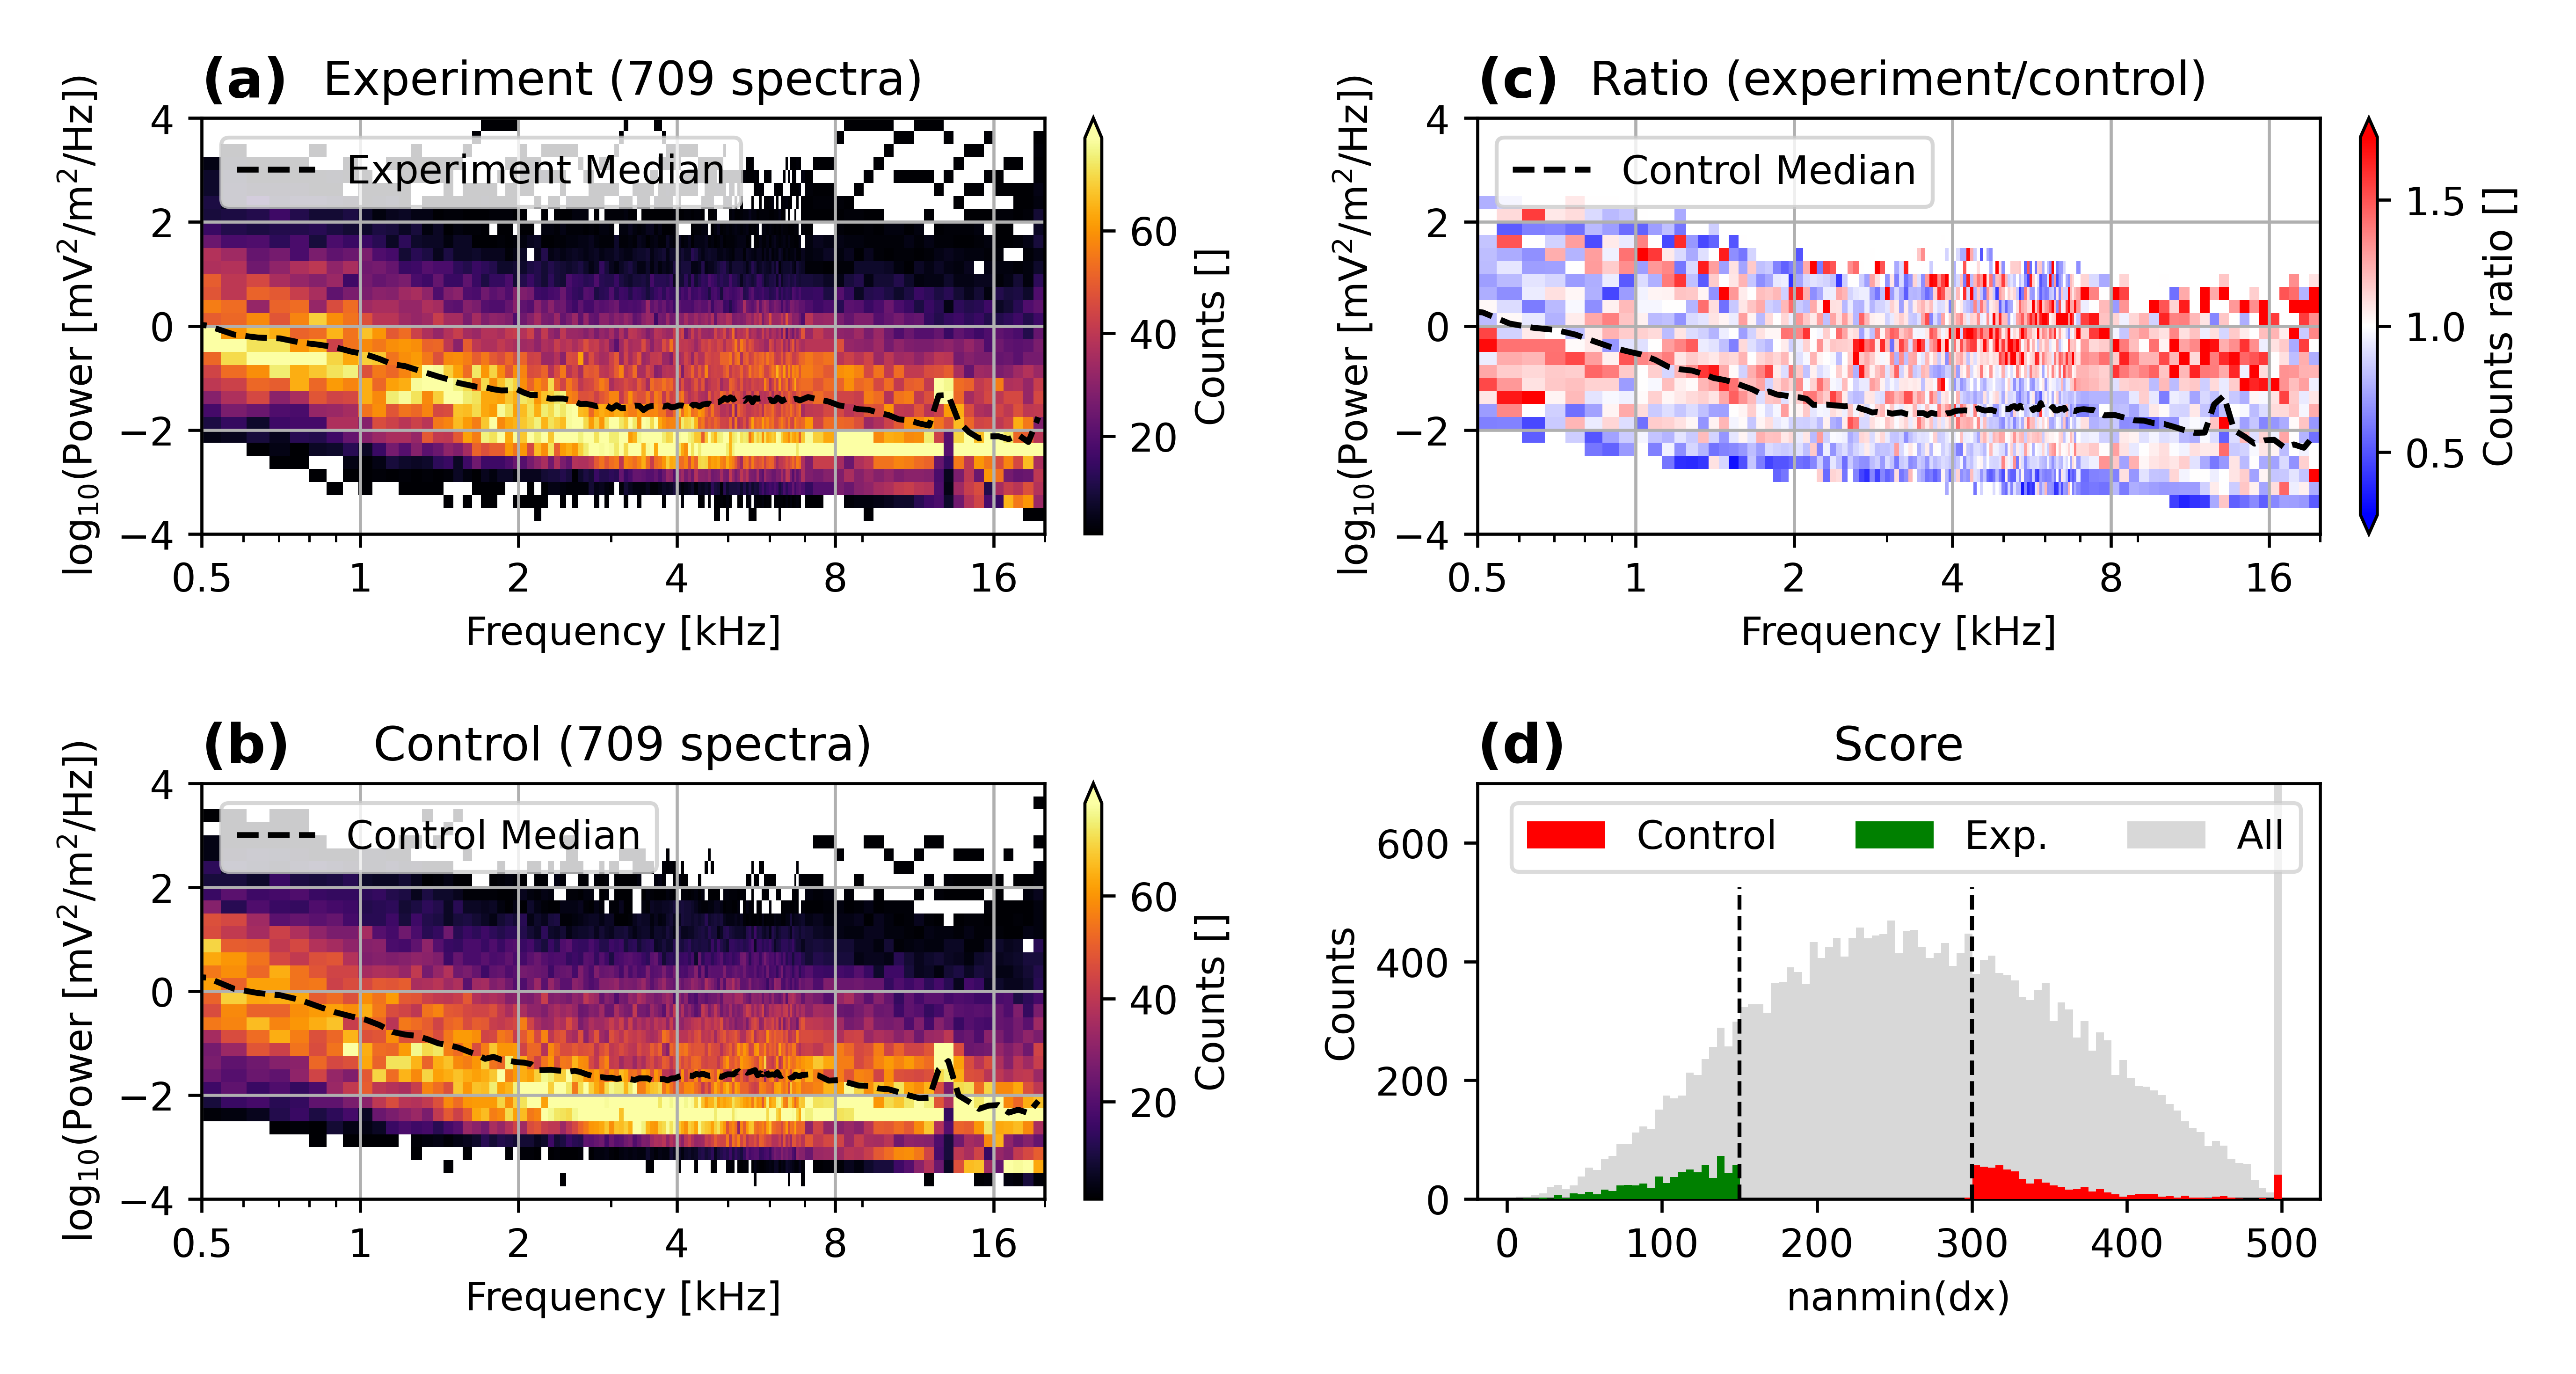 (a) Experiment (709 spectra)
log10(Power [mV2/m2/Hz])
4
2
0
−2
−4
Experiment Median
0.5 1 2 4 8 16
Frequency [kHz]
60
40
20
Counts []
(c) Ratio (experiment/control)
log10(Power [mV2/m2/Hz])
4
2
0
−2
−4
Control Median
0.5 1 2 4 8 16
Frequency [kHz]
1.5
1.0
0.5
Counts ratio []
(b) Control (709 spectra)
log10(Power [mV2/m2/Hz])
4
2
0
−2
−4
Control Median
0.5 1 2 4 8 16
Frequency [kHz]
60
40
20
Counts []
(d) Score
Counts
600
400
200
0
Control Exp. All
0 100 200 300 400 500
nanmin(dx)